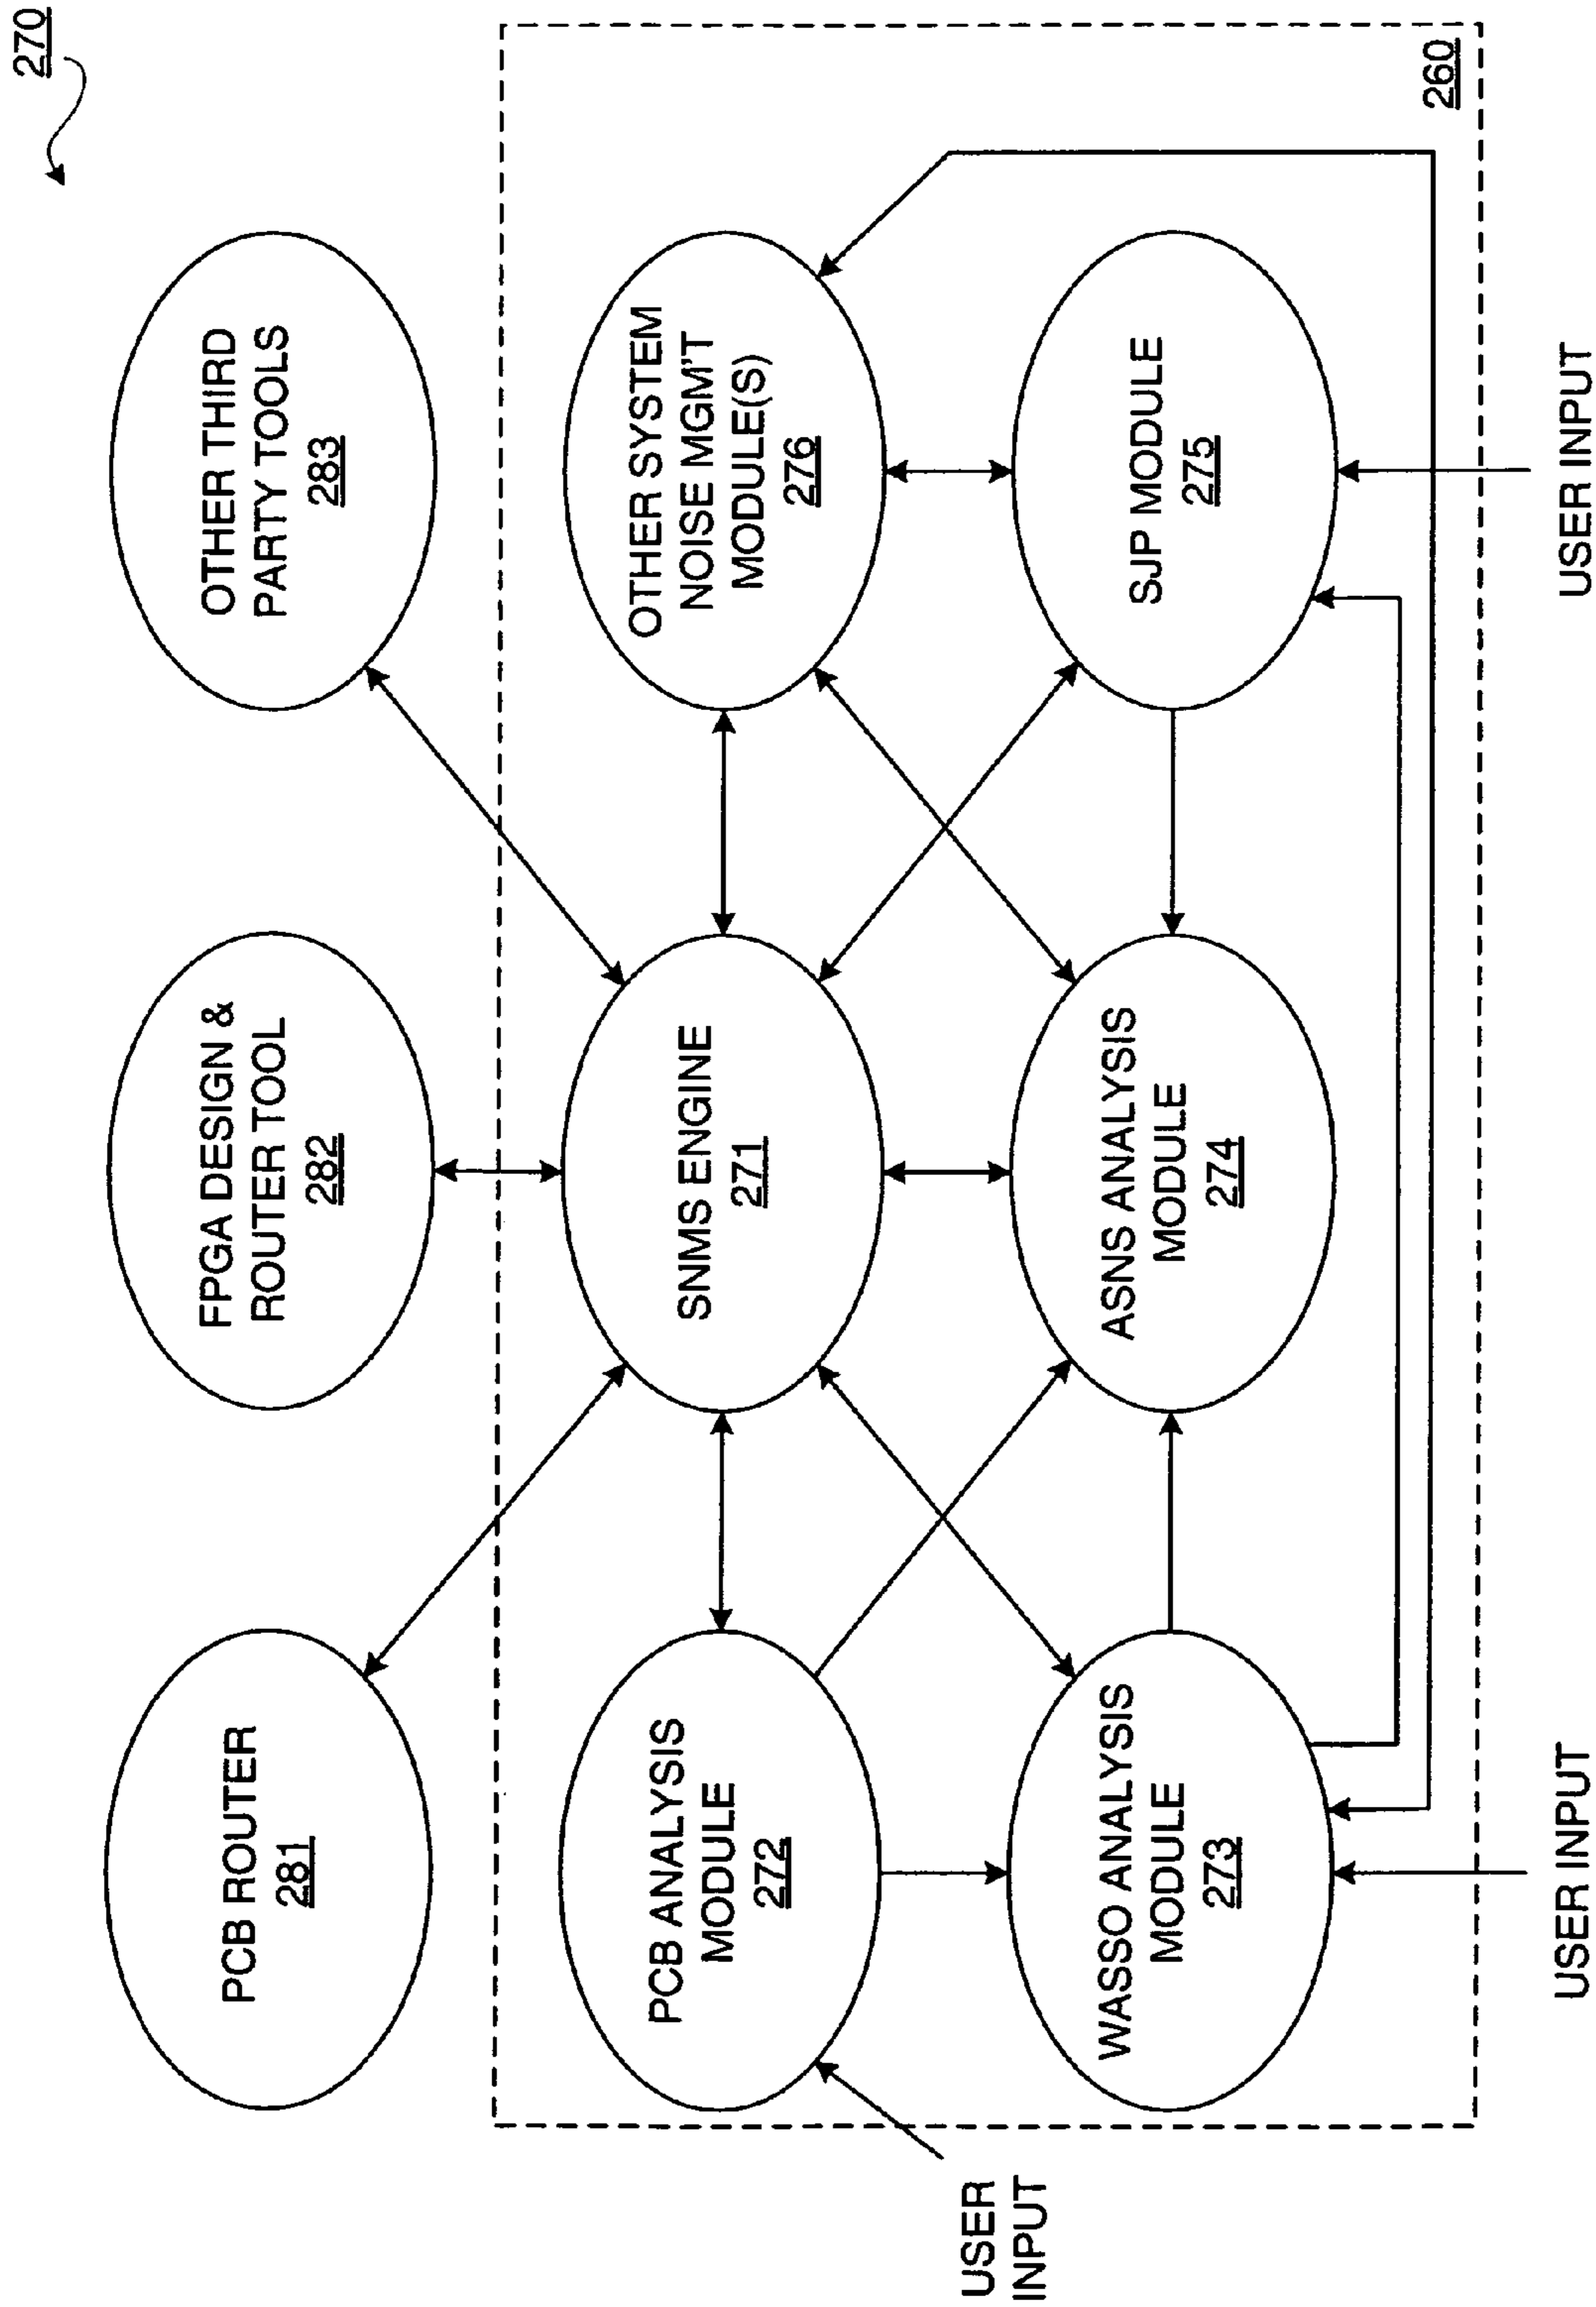 270
PCB ROUTER
281
FPGA DESIGN &
ROUTER TOOL
282
OTHER THIRD
PARTY TOOLS
283
PCB ANALYSIS
MODULE
272
SNMS ENGINE
271
OTHER SYSTEM
NOISE MGM'T
MODULE(S)
276
WASSO ANALYSIS
MODULE
273
ASNS ANALYSIS
MODULE
274
SJP MODULE
275
260
USER
INPUT
USER INPUT
USER INPUT